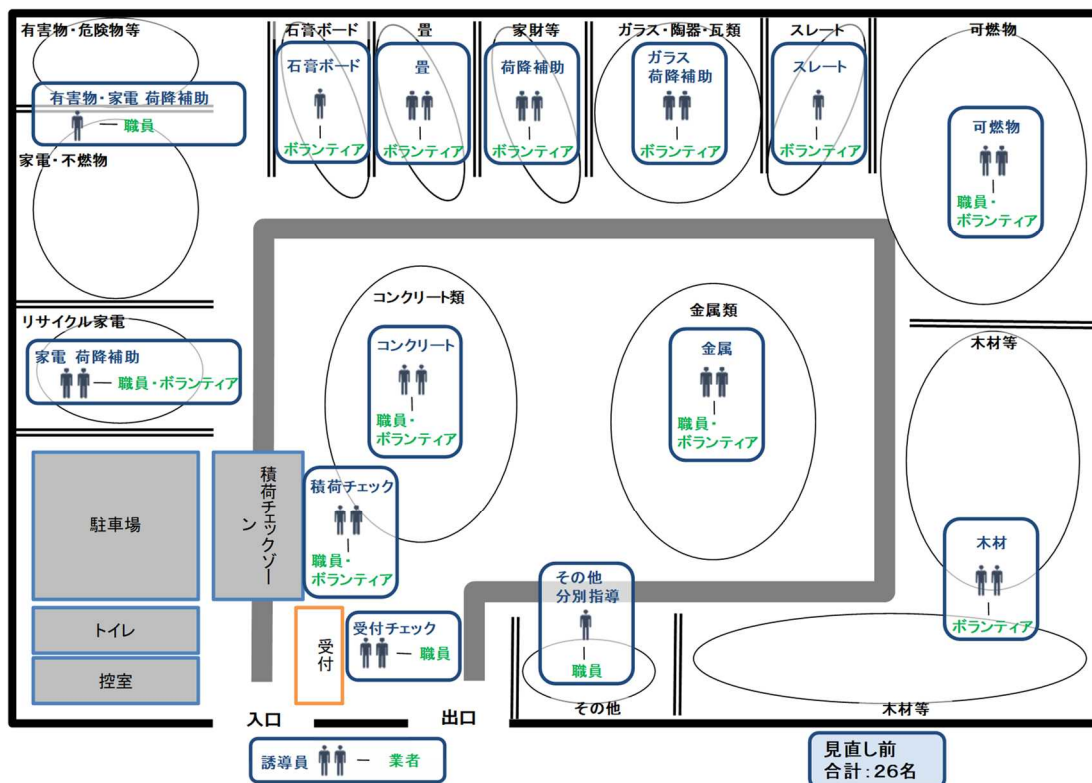 有害物・危険物等
有害物・家電 荷降補助
職員
家電・不燃物
石膏ボード
石膏ボード
ボランティア
畳
畳
ボランティア
家財等
荷降補助
ボランティア
ガラス・陶器・瓦類
ガラス
荷降補助
ボランティア
スレート
スレート
ボランティア
可燃物
可燃物
職員・
ボランティア
リサイクル家電
家電 荷降補助
職員・ボランティア
コンクリート類
コンクリート
職員・
ボランティア
金属類
金属
職員・
ボランティア
木材等
木材
ボランティア
木材等
駐車場
トイレ
控室
積荷チェックゾー
ン
積荷チェック
職員・
ボランティア
受付
受付チェック
職員
その他
分別指導
職員
その他
入口
出口
誘導員
業者
見直し前
合計：26名